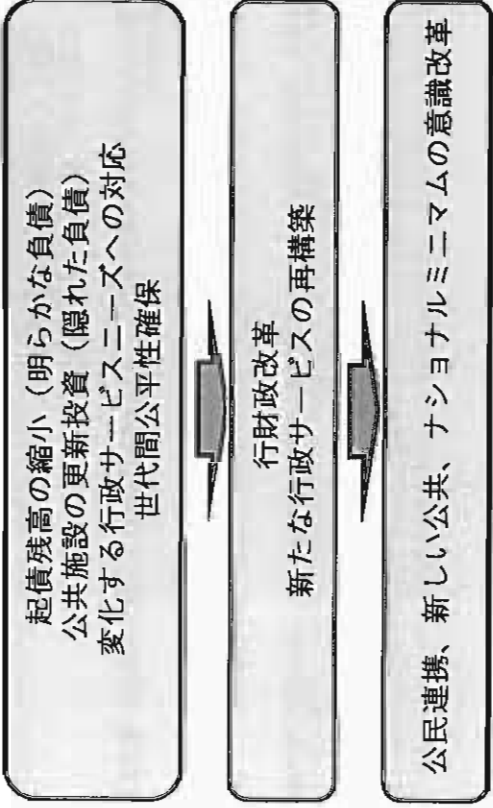 起債残高の縮小（明らかな負債）
公共施設の更新投資（隠れた負債）
変化する行政サービスニーズへの対応
世代間公平性確保
行財政改革
新たな行政サービスの再構築
公民連携、新しい公共、ナショナルミニマムの意識改革